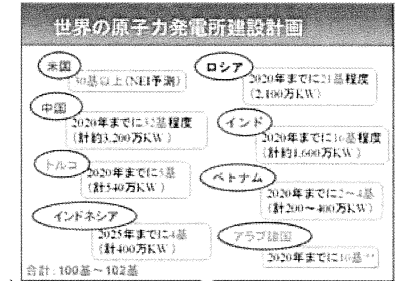 世界の原子力発電所建設計画
米国
30基以上(NEI予測)
ロシア
2020年までに21基程度
(2,100万KW)
中国
2020年までに32基程度
(計約3,200万KW)
インド
2020年までに16基程度
(計約1,600万KW)
トルコ
2020年までに5基
(計540万KW)
ベトナム
2020年までに2〜4基
(計200〜400万KW)
インドネシア
2025年までに4基
(計400万KW)
アラブ諸国
2020年までに10基
合計:100基〜102基